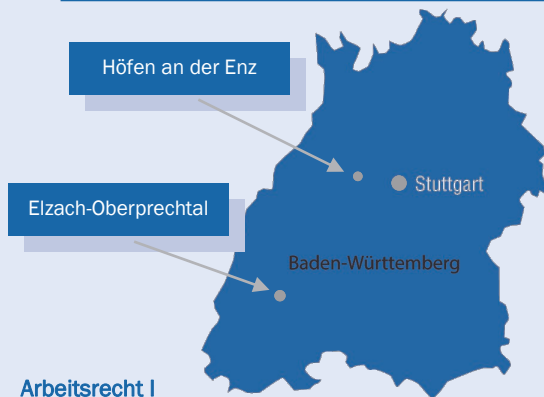 Höfen an der Enz
Stuttgart
Elzach-Oberprechtal
Baden-Württemberg
Arbeitsrecht I